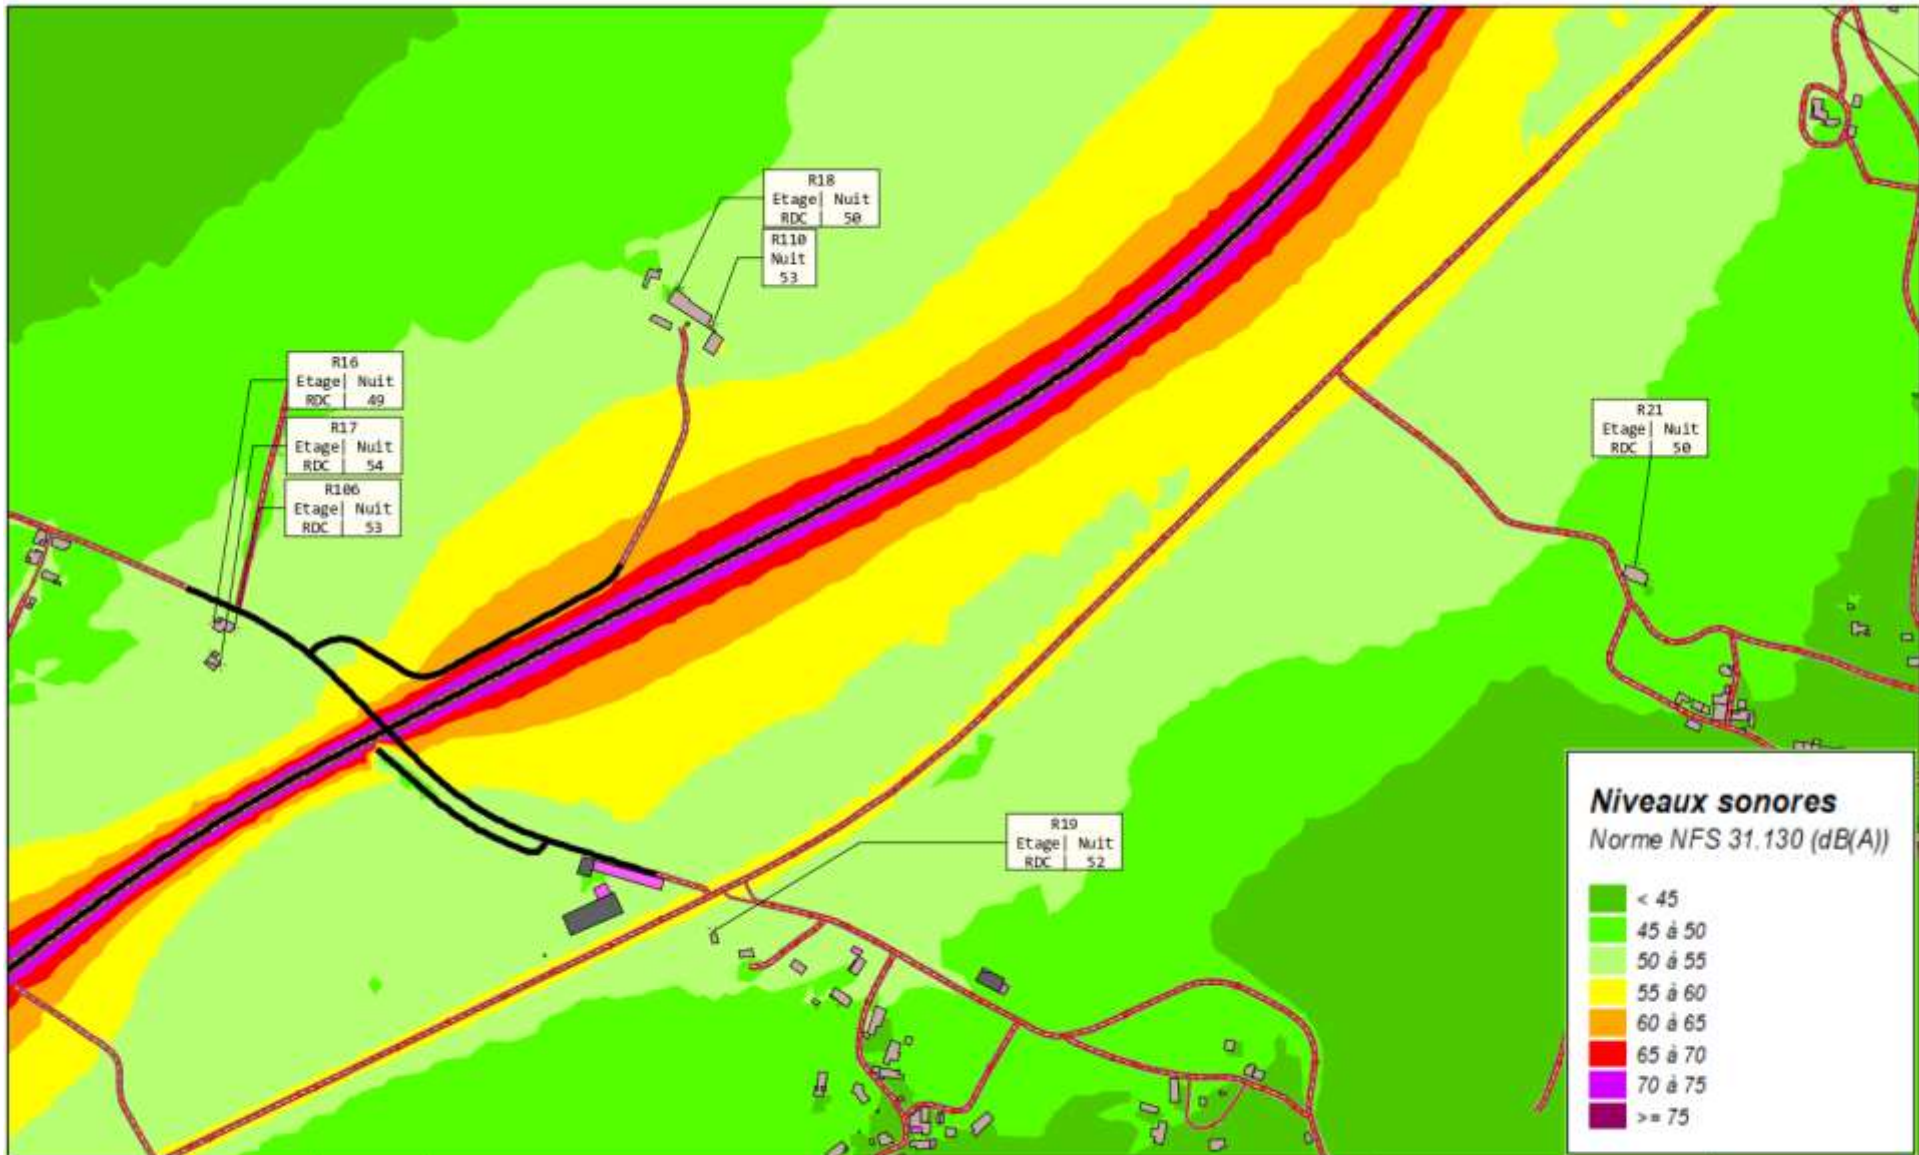 R18
Etage| Nuit
RDC | 50
R110
Nuit
53
R16
Etage| Nuit
RDC | 49
R17
Etage| Nuit
RDC | 54
R106
Etage| Nuit
RDC | 53
R21
Etage| Nuit
RDC | 50
R19
Etage| Nuit
RDC | 52
Niveaux sonores
Norme NFS 31.130 (dB(A))
< 45
45 à 50
50 à 55
55 à 60
60 à 65
65 à 70
70 à 75
>= 75